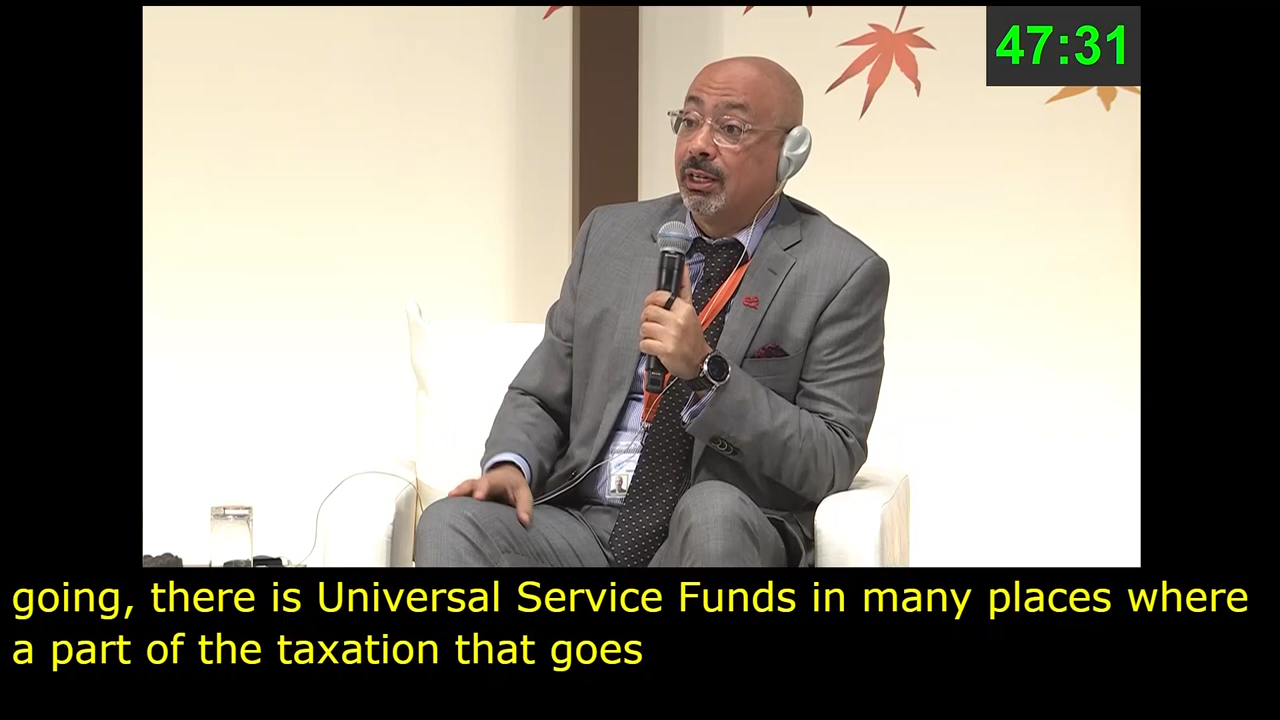 47:31
going, there is Universal Service Funds in many places where
a part of the taxation that goes